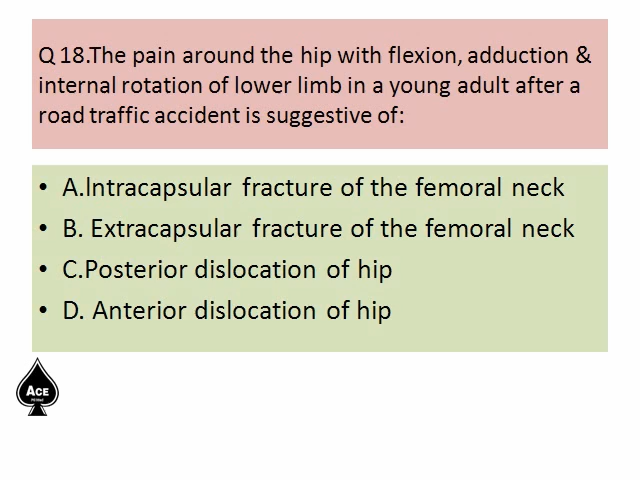 Q 18.The pain around the hip with flexion, adduction &
internal rotation of lower limb in a young adult after a
road traffic accident is suggestive of:
• A.Intracapsular fracture of the femoral neck
• B. Extracapsular fracture of the femoral neck
• C.Posterior dislocation of hip
• D. Anterior dislocation of hip
ACE